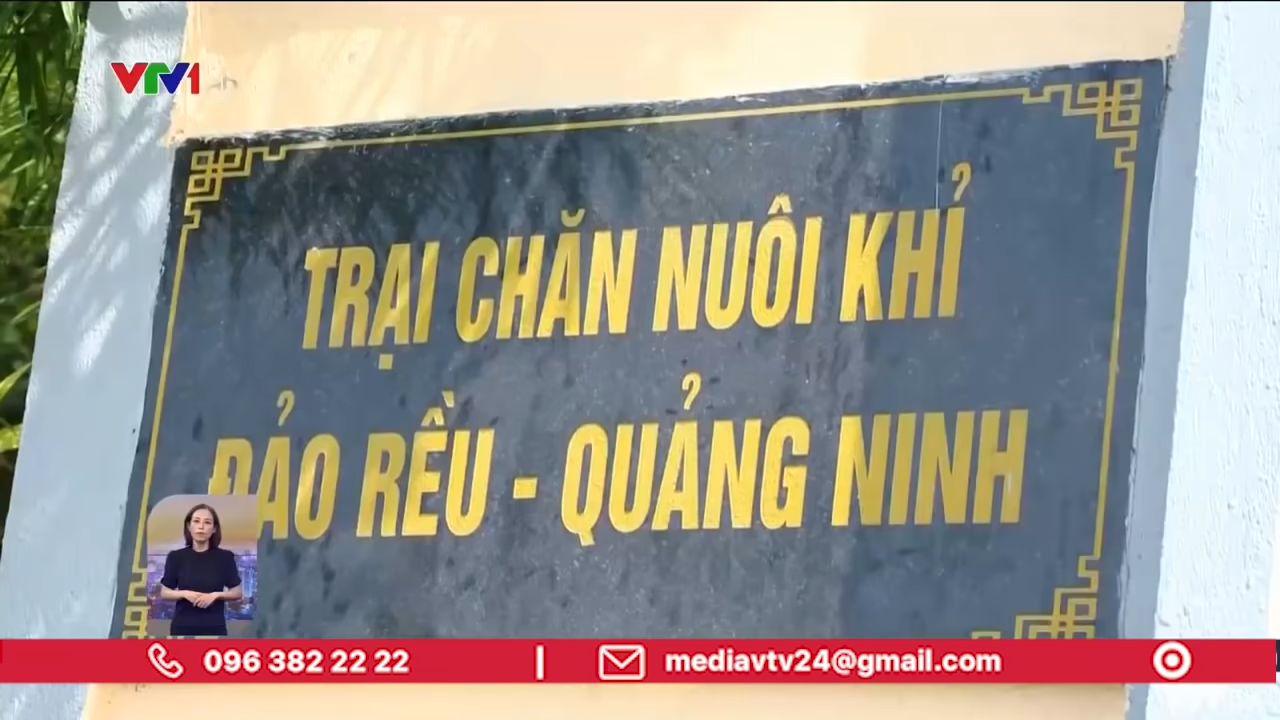 VTV1
TRẠI CHĂN NUÔI KHỈ
ĐẢO RỀU - QUẢNG NINH
096 382 22 22 | mediavtv24@gmail.com